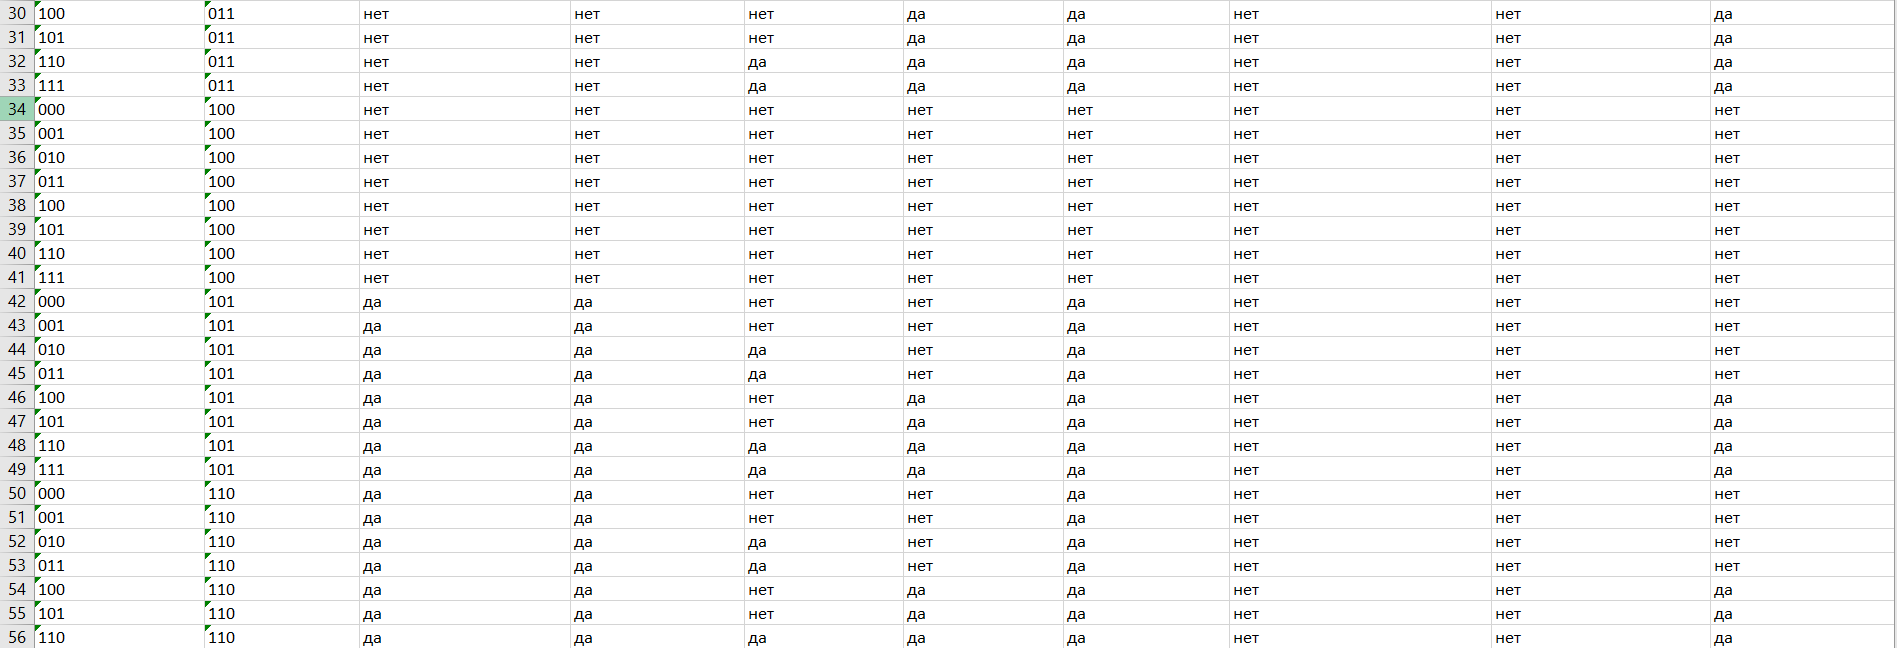 30 100 011 нет нет нет да да нет нет да
31 101 011 нет нет нет да да нет нет да
32 110 011 нет нет да да да нет нет да
33 111 011 нет нет да да да нет нет да
34 000 100 нет нет нет нет нет нет нет нет
35 001 100 нет нет нет нет нет нет нет нет
36 010 100 нет нет нет нет нет нет нет нет
37 011 100 нет нет нет нет нет нет нет нет
38 100 100 нет нет нет нет нет нет нет нет
39 101 100 нет нет нет нет нет нет нет нет
40 110 100 нет нет нет нет нет нет нет нет
41 111 100 нет нет нет нет нет нет нет нет
42 000 101 да да нет нет да нет нет нет
43 001 101 да да нет нет да нет нет нет
44 010 101 да да да нет да нет нет нет
45 011 101 да да да нет да нет нет нет
46 100 101 да да нет да да нет нет да
47 101 101 да да нет да да нет нет да
48 110 101 да да да да да нет нет да
49 111 101 да да да да да нет нет да
50 000 110 да да нет нет да нет нет нет
51 001 110 да да нет нет да нет нет нет
52 010 110 да да да нет да нет нет нет
53 011 110 да да да нет да нет нет нет
54 100 110 да да нет да да нет нет да
55 101 110 да да нет да да нет нет да
56 110 110 да да да да да нет нет да